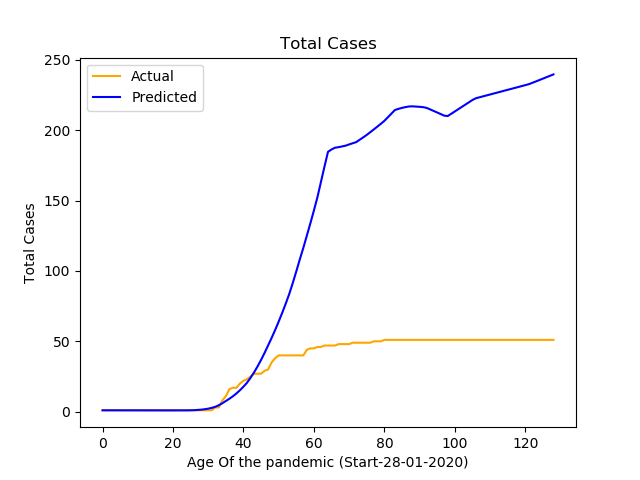 Total Cases
Actual
Predicted
250
200
150
100
50
0
Total Cases
0 20 40 60 80 100 120
Age Of the pandemic (Start-28-01-2020)